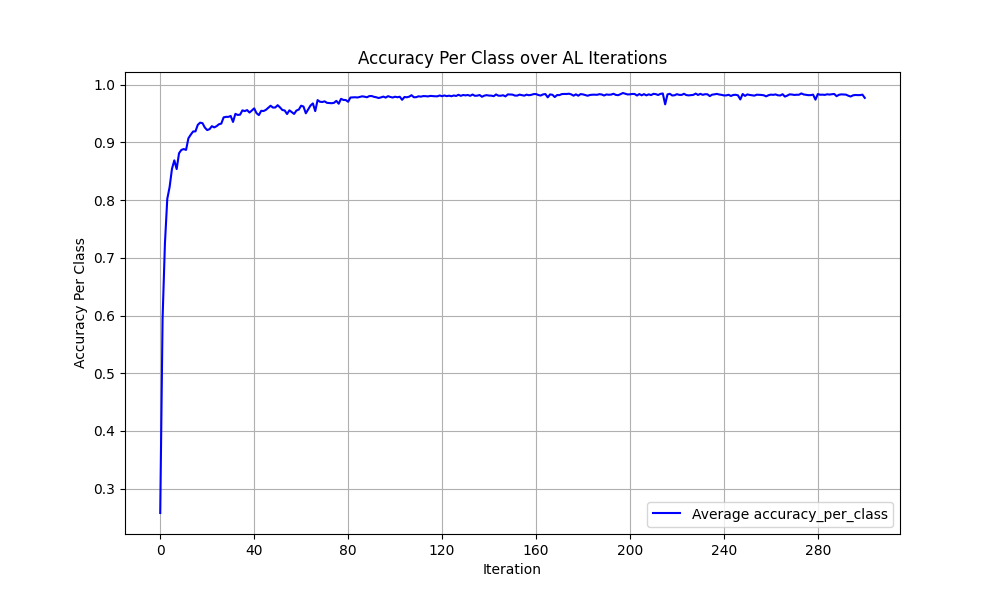 Accuracy Per Class over AL Iterations
Accuracy Per Class
1.0
0.9
0.8
0.7
0.6
0.5
0.4
0.3
0 40 80 120 160 200 240 280
Iteration
Average accuracy_per_class